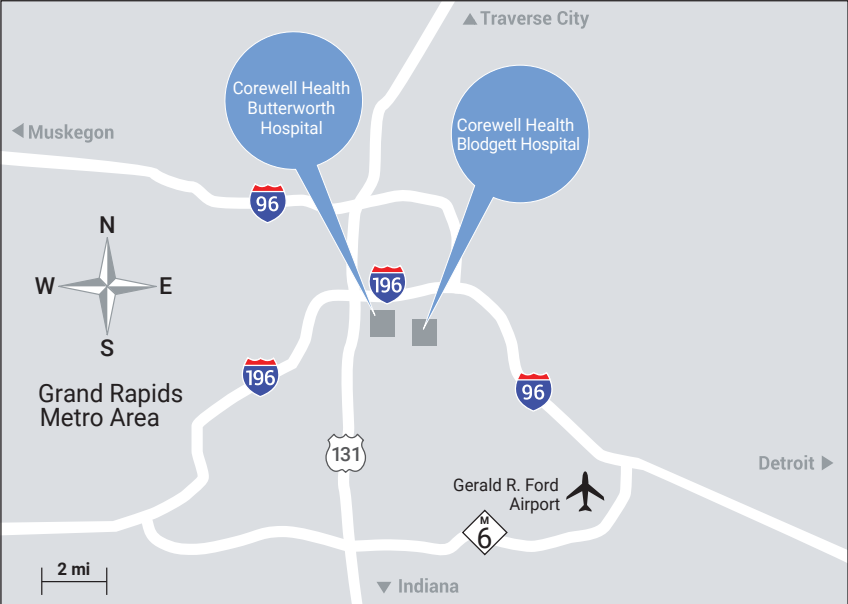 Traverse City
Corewell Health
Butterworth
Hospital
Corewell Health
Blodgett Hospital
Muskegon
96
N
W
E
S
196
196
96
Grand Rapids
Metro Area
131
Detroit
Gerald R. Ford
Airport
M
6
2 mi
Indiana